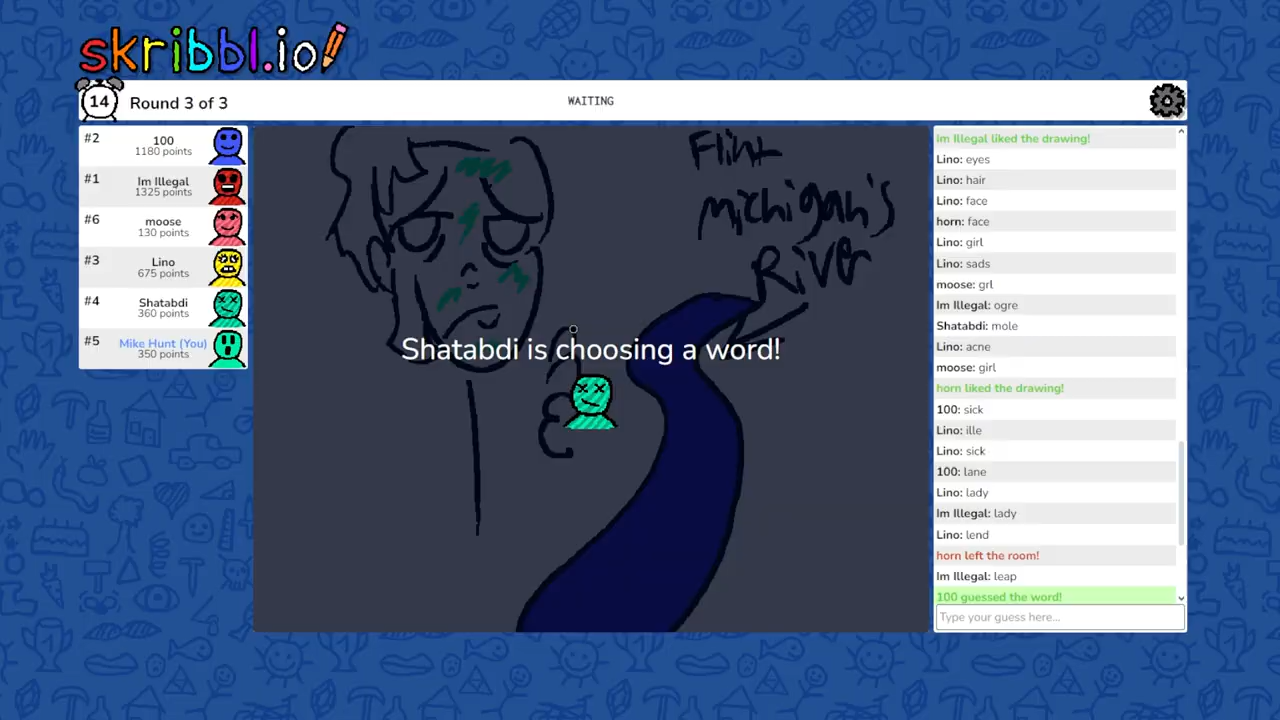 skribbl.io
14
Round 3 of 3
WAITING
#2
100
1180 points
#1
Im Illegal
1325 points
#6
moose
130 points
#3
Lino
675 points
#4
Shatabdi
360 points
#5
Mike Hunt (You)
350 points
Flint
michigan's
River
Shatabdi is choosing a word!
Im Illegal liked the drawing!
Lino: eyes
Lino: hair
Lino: face
horn: face
Lino: girl
Lino: sads
moose: grl
Im Illegal: ogre
Shatabdi: mole
Lino: acne
moose: girl
horn liked the drawing!
100: sick
Lino: ille
Lino: sick
100: lane
Lino: lady
Im Illegal: lady
Lino: lend
horn left the room!
Im Illegal: leap
100 guessed the word!
Type your guess here...